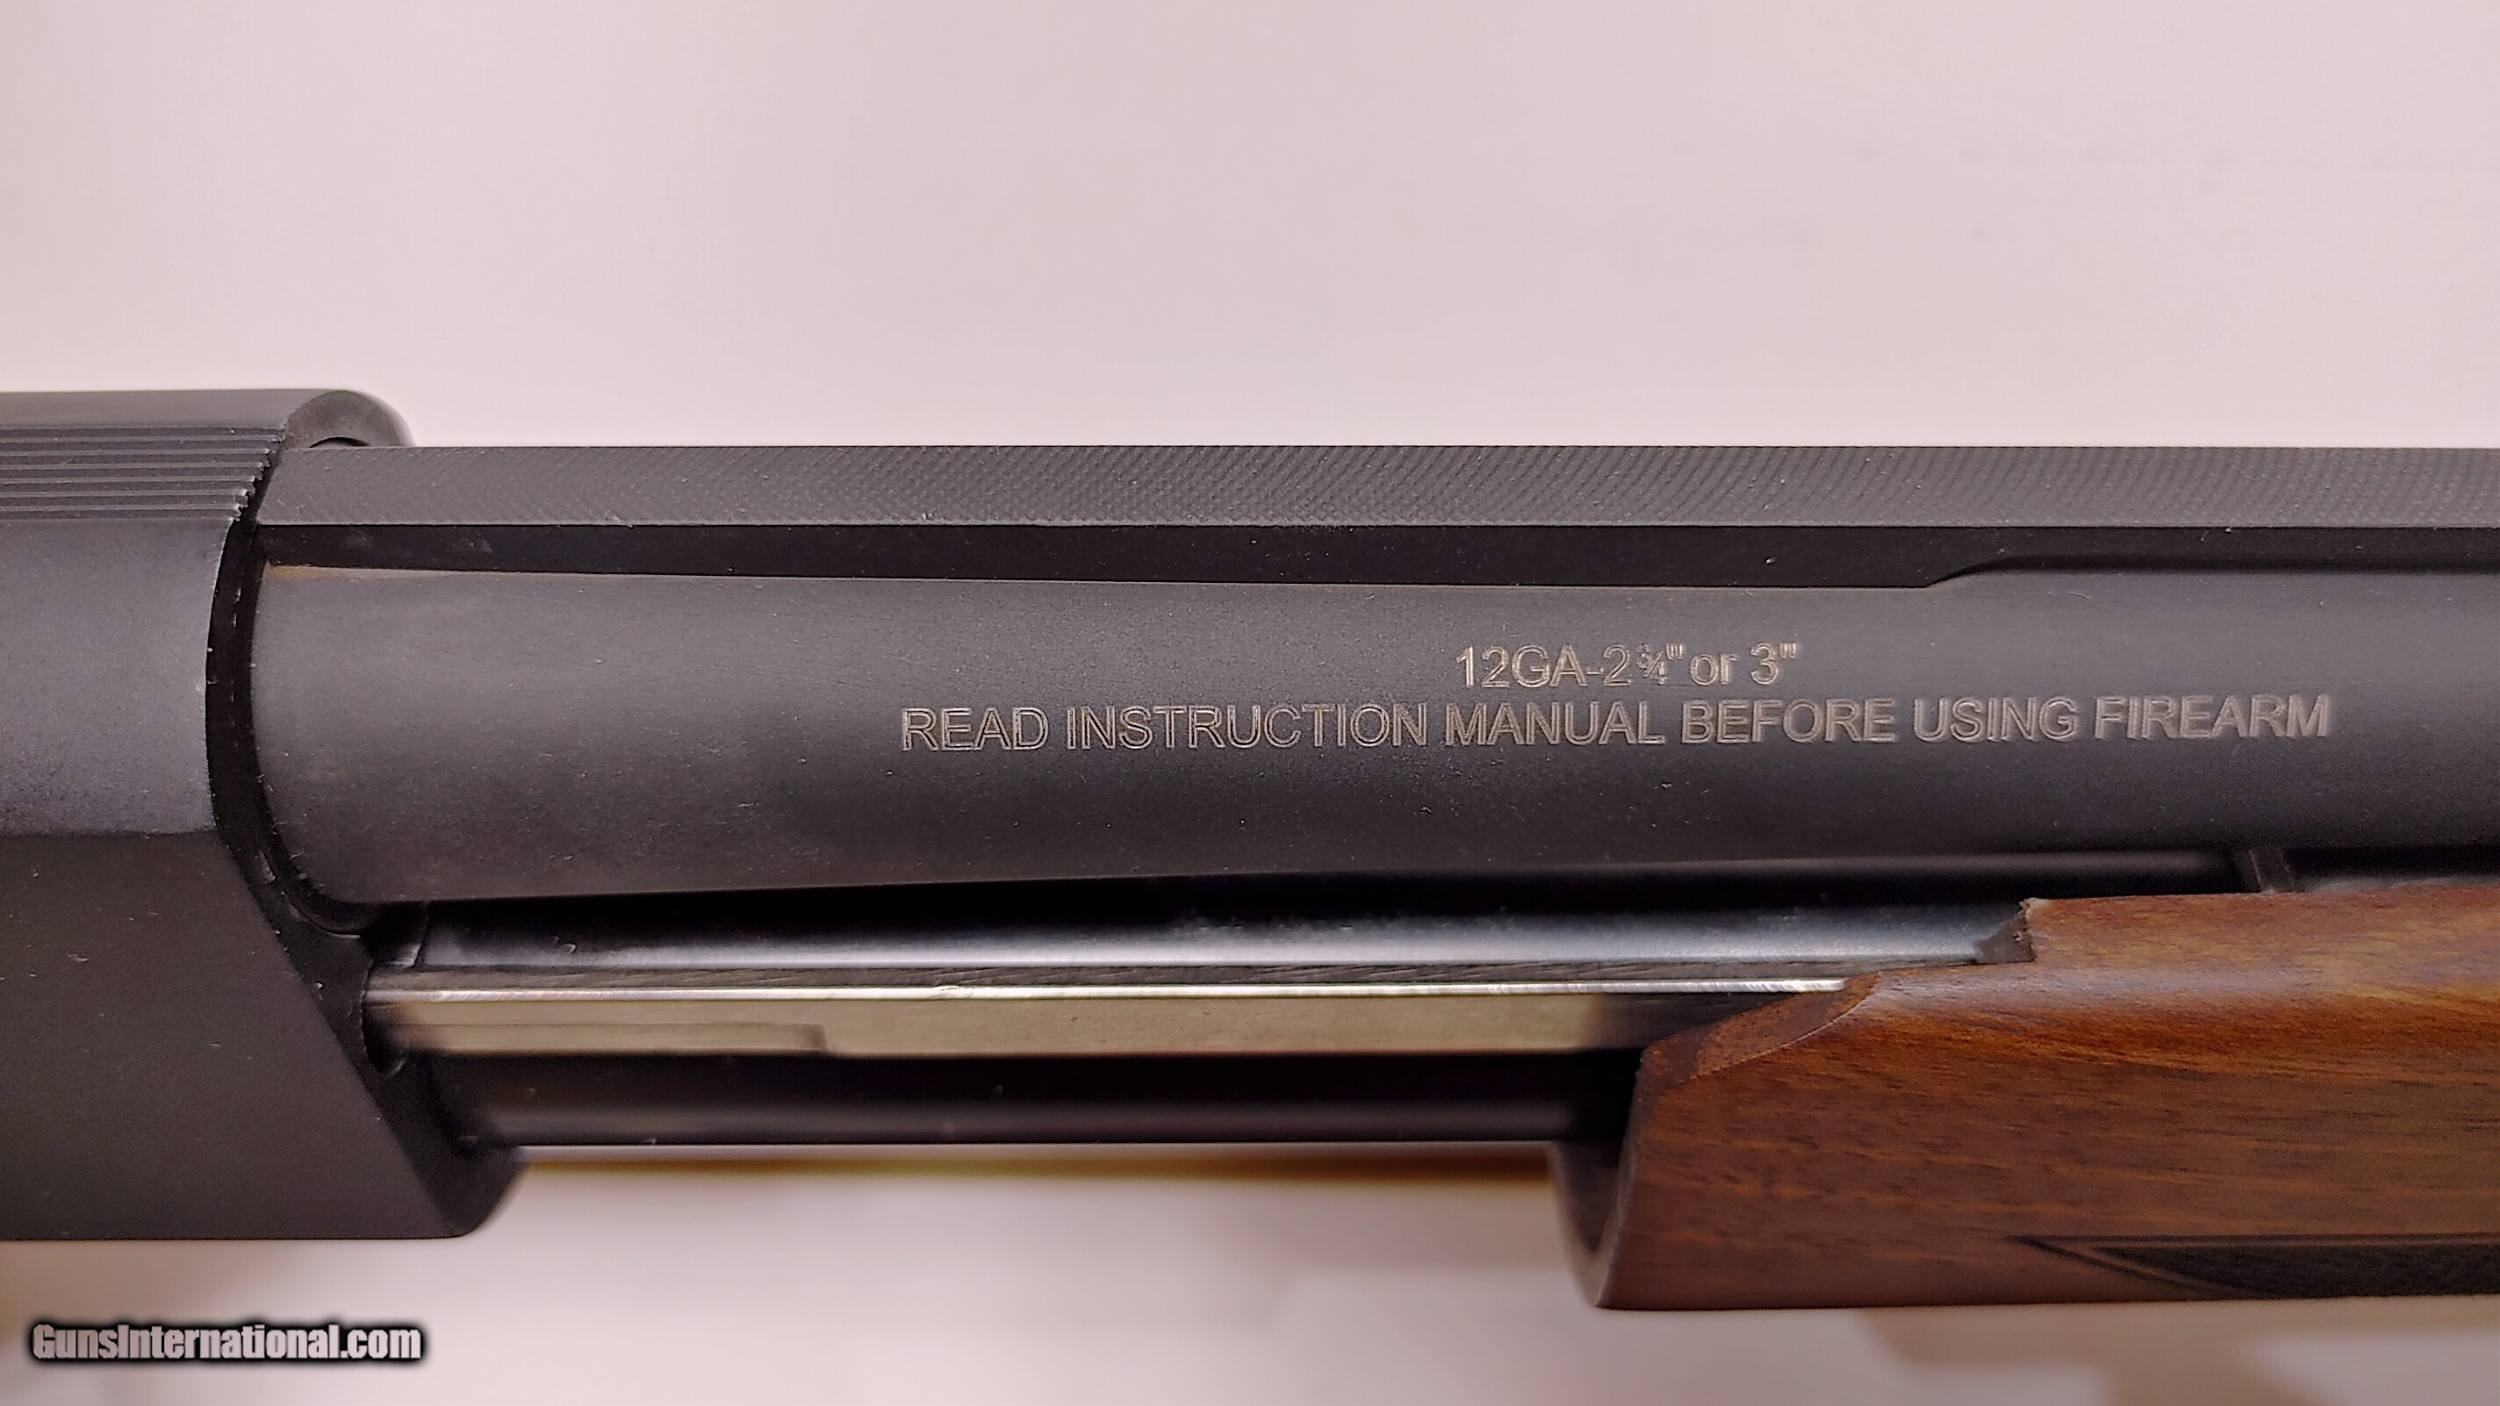 12GA-2¾" or 3"
READ INSTRUCTION MANUAL BEFORE USING FIREARM
GunsInternational.com